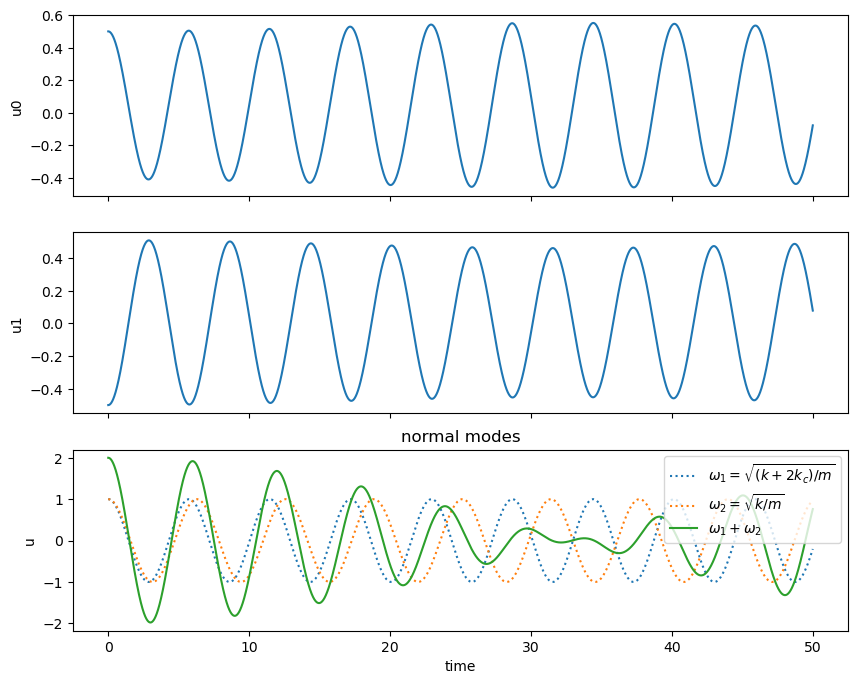 0.6
0.4
0.2
0.0
−0.2
−0.4
u0
0.4
0.2
0.0
−0.2
−0.4
u1
normal modes
2
1
0
−1
−2
u
ω₁ = √(k + 2k_c)/m
ω₂ = √k/m
ω₁ + ω₂
0 10 20 30 40 50
time